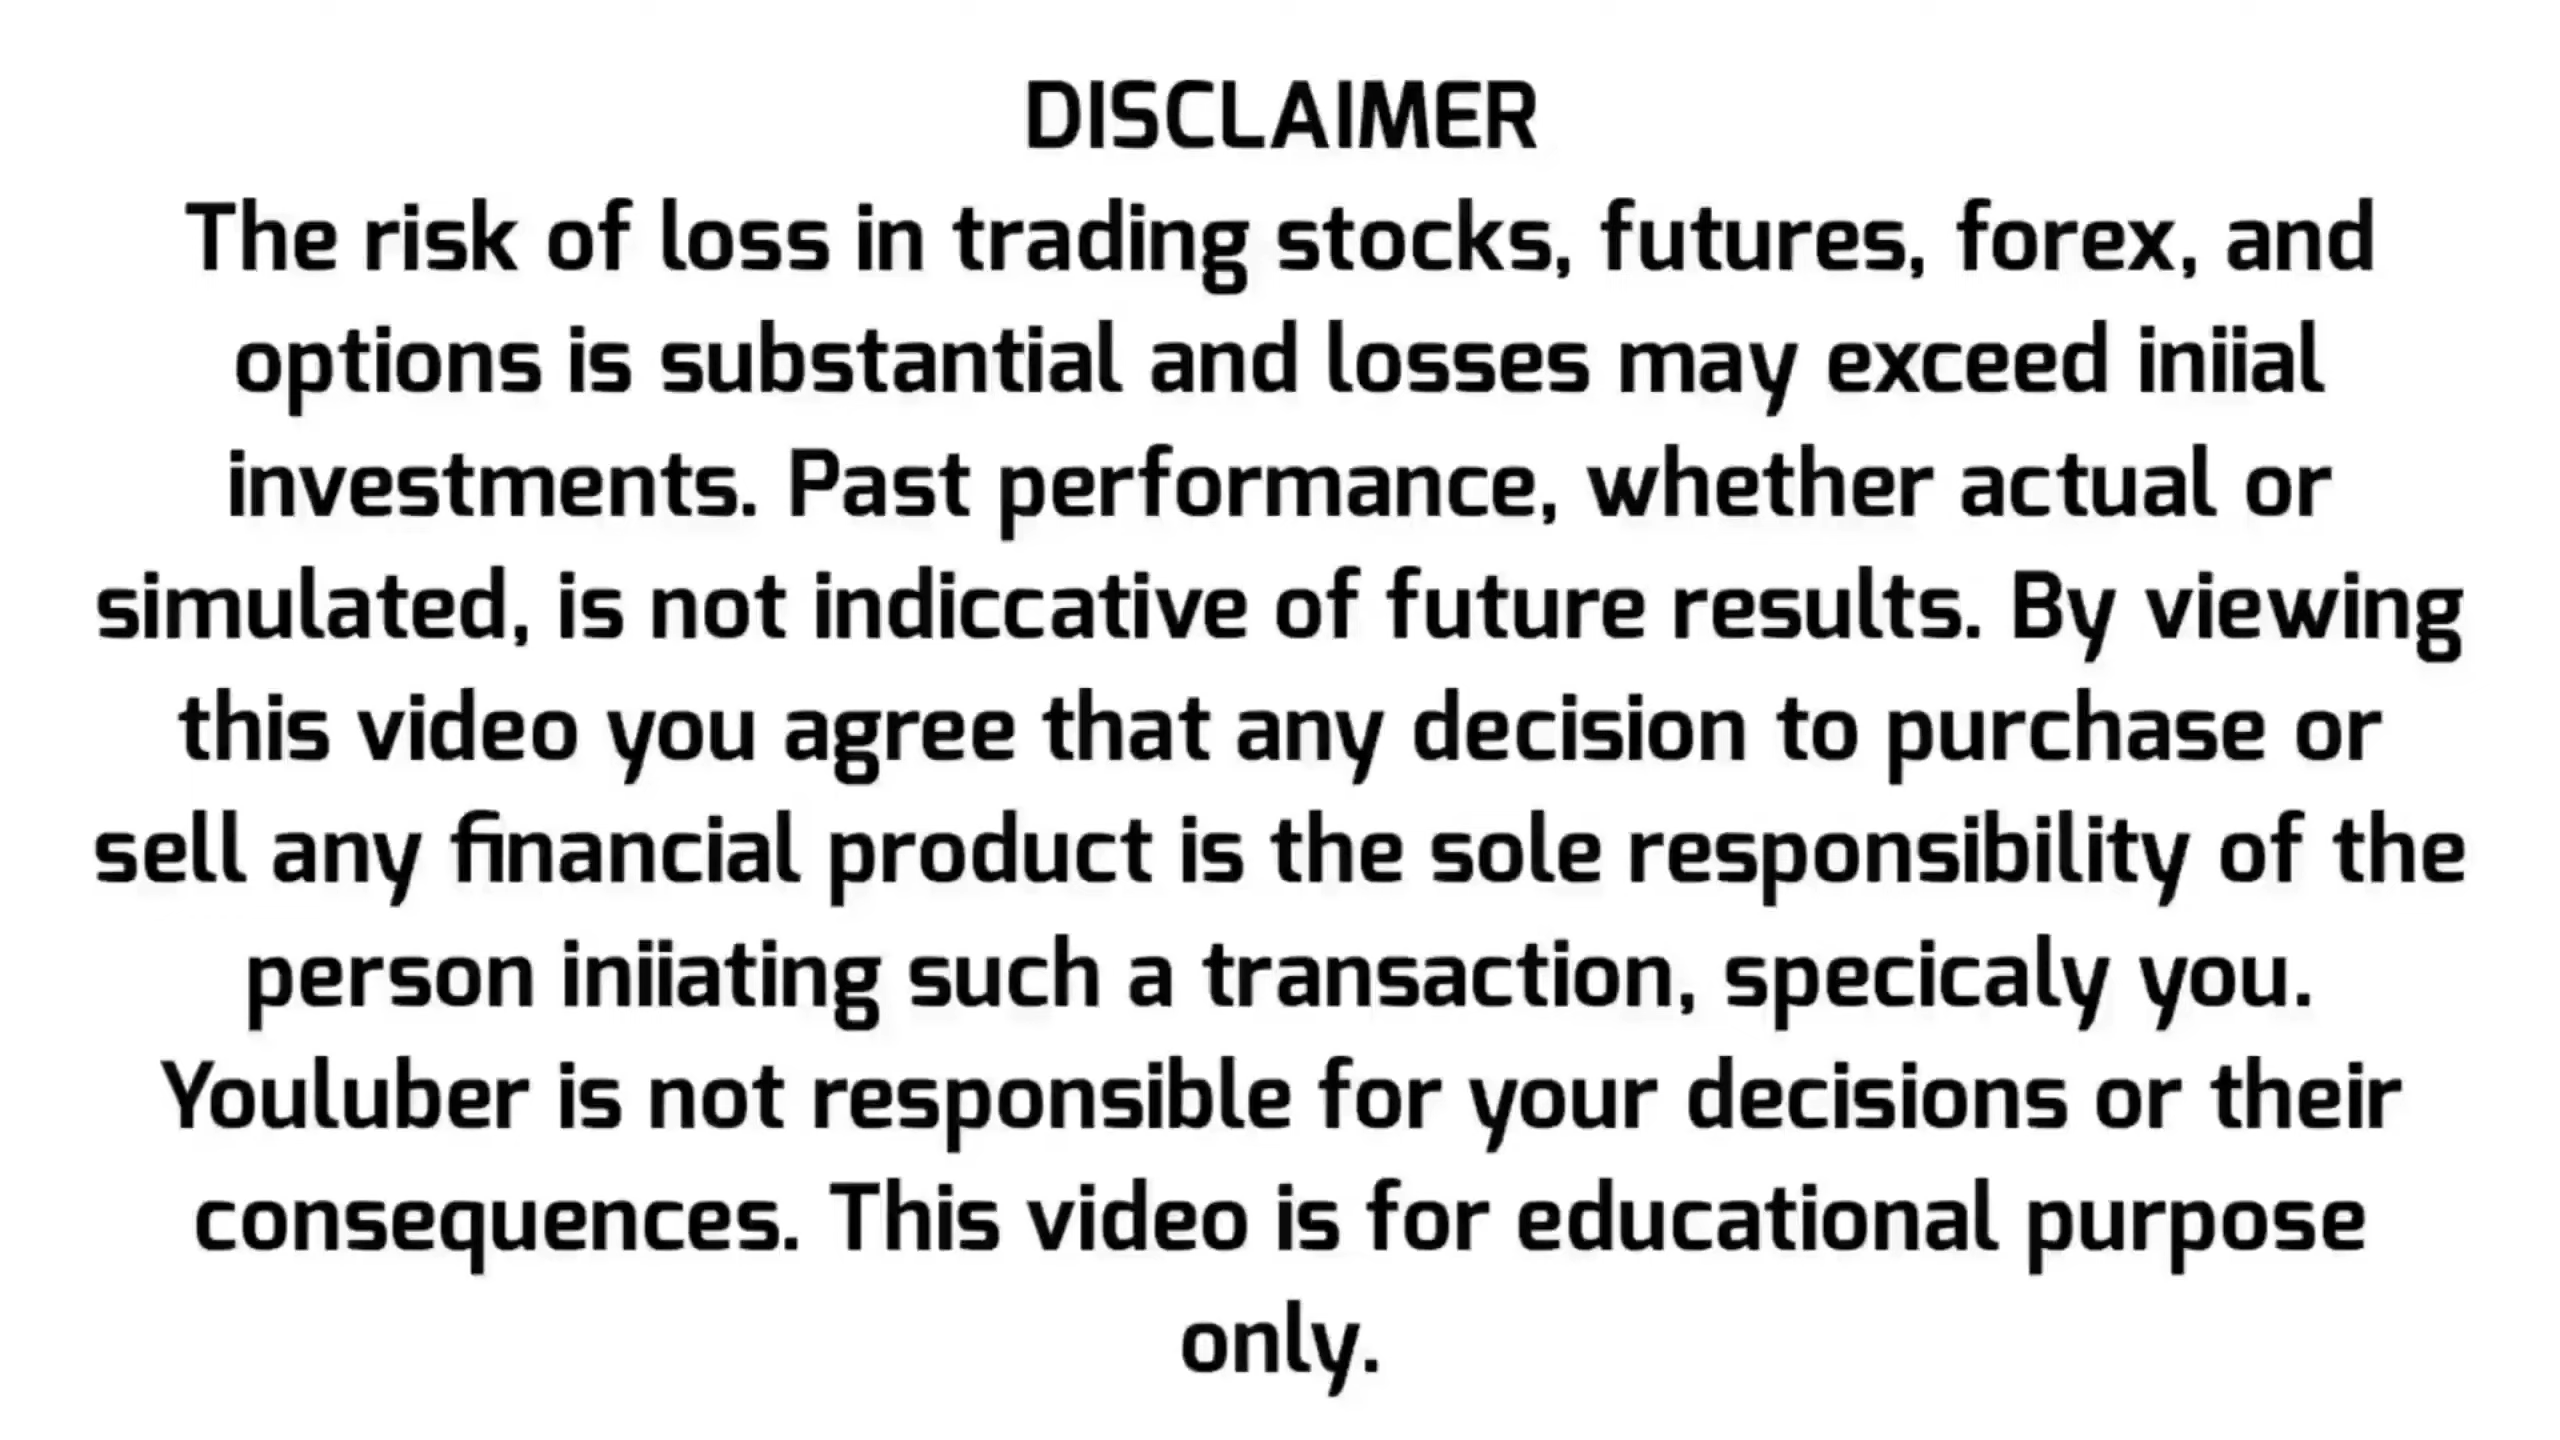 DISCLAIMER
The risk of loss in trading stocks, futures, forex, and
options is substantial and losses may exceed iniial
investments. Past performance, whether actual or
simulated, is not indiccative of future results. By viewing
this video you agree that any decision to purchase or
sell any financial product is the sole responsibility of the
person iniiating such a transaction, specicaly you.
Youluber is not responsible for your decisions or their
consequences. This video is for educational purpose
only.